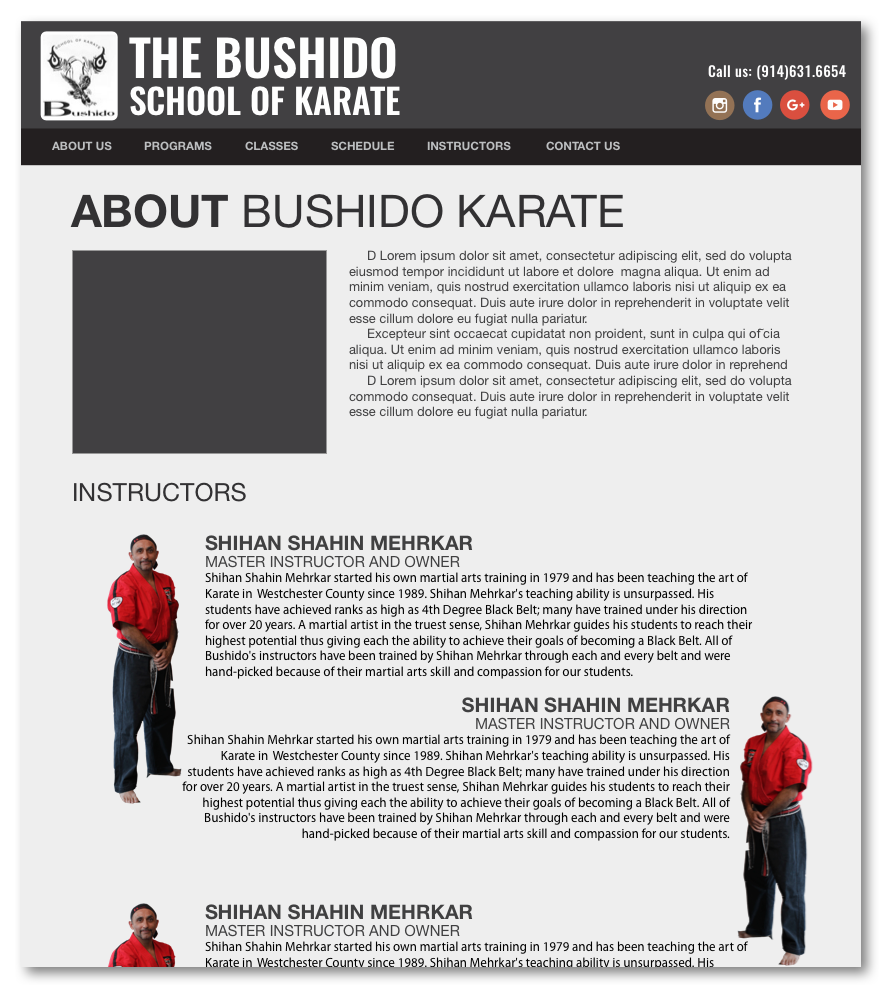 SCHOOL OF KARATE
Bushido
THE BUSHIDO
SCHOOL OF KARATE
Call us: (914)631.6654
f
G+
ABOUT US PROGRAMS CLASSES SCHEDULE INSTRUCTORS CONTACT US
ABOUT BUSHIDO KARATE
D Lorem ipsum dolor sit amet, consectetur adipiscing elit, sed do volupta
eiusmod tempor incididunt ut labore et dolore magna aliqua. Ut enim ad
minim veniam, quis nostrud exercitation ullamco laboris nisi ut aliquip ex ea
commodo consequat. Duis aute irure dolor in reprehenderit in voluptate velit
esse cillum dolore eu fugiat nulla pariatur.
Excepteur sint occaecat cupidatat non proident, sunt in culpa qui of cia
aliqua. Ut enim ad minim veniam, quis nostrud exercitation ullamco laboris
nisi ut aliquip ex ea commodo consequat. Duis aute irure dolor in reprehend
D Lorem ipsum dolor sit amet, consectetur adipiscing elit, sed do volupta
commodo consequat. Duis aute irure dolor in reprehenderit in voluptate velit
esse cillum dolore eu fugiat nulla pariatur.
INSTRUCTORS
SHIHAN SHAHIN MEHRKAR
MASTER INSTRUCTOR AND OWNER
Shihan Shahin Mehrkar started his own martial arts training in 1979 and has been teaching the art of
Karate in Westchester County since 1989. Shihan Mehrkar's teaching ability is unsurpassed. His
students have achieved ranks as high as 4th Degree Black Belt; many have trained under his direction
for over 20 years. A martial artist in the truest sense, Shihan Mehrkar guides his students to reach their
highest potential thus giving each the ability to achieve their goals of becoming a Black Belt. All of
Bushido's instructors have been trained by Shihan Mehrkar through each and every belt and were
hand-picked because of their martial arts skill and compassion for our students.
SHIHAN SHAHIN MEHRKAR
MASTER INSTRUCTOR AND OWNER
Shihan Shahin Mehrkar started his own martial arts training in 1979 and has been teaching the art of
Karate in Westchester County since 1989. Shihan Mehrkar's teaching ability is unsurpassed. His
students have achieved ranks as high as 4th Degree Black Belt; many have trained under his direction
for over 20 years. A martial artist in the truest sense, Shihan Mehrkar guides his students to reach their
highest potential thus giving each the ability to achieve their goals of becoming a Black Belt. All of
Bushido's instructors have been trained by Shihan Mehrkar through each and every belt and were
hand-picked because of their martial arts skill and compassion for our students.
SHIHAN SHAHIN MEHRKAR
MASTER INSTRUCTOR AND OWNER
Shihan Shahin Mehrkar started his own martial arts training in 1979 and has been teaching the art of
Karate in Westchester County since 1989. Shihan Mehrkar's teaching ability is unsurpassed. His